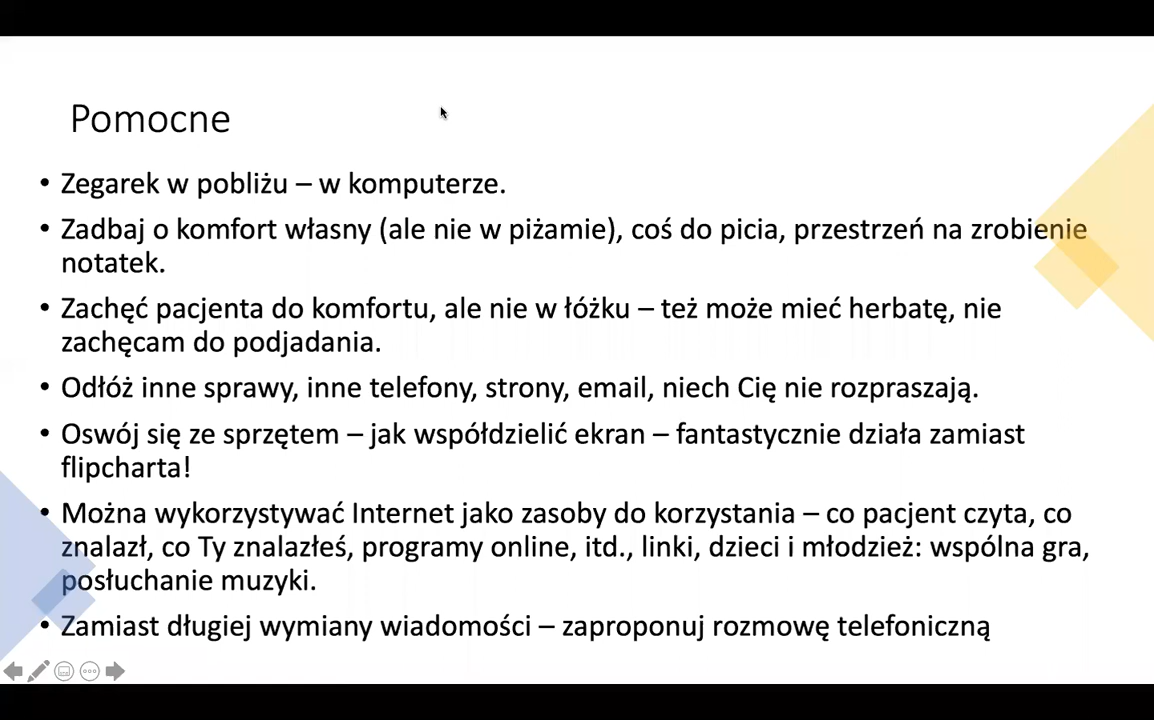 Pomocne
• Zegarek w pobliżu – w komputerze.
• Zadbaj o komfort własny (ale nie w piżamie), coś do picia, przestrzeń na zrobienie
notatek.
• Zachęć pacjenta do komfortu, ale nie w łóżku – też może mieć herbatę, nie
zachęcam do podjadania.
• Odłóż inne sprawy, inne telefony, strony, email, niech Cię nie rozpraszają.
• Oswój się ze sprzętem – jak współdzielić ekran – fantastycznie działa zamiast
flipcharta!
• Można wykorzystywać Internet jako zasoby do korzystania – co pacjent czyta, co
znalazł, co Ty znalazłeś, programy online, itd., linki, dzieci i młodzież: wspólna gra,
posłuchanie muzyki.
• Zamiast długiej wymiany wiadomości – zaproponuj rozmowę telefoniczną